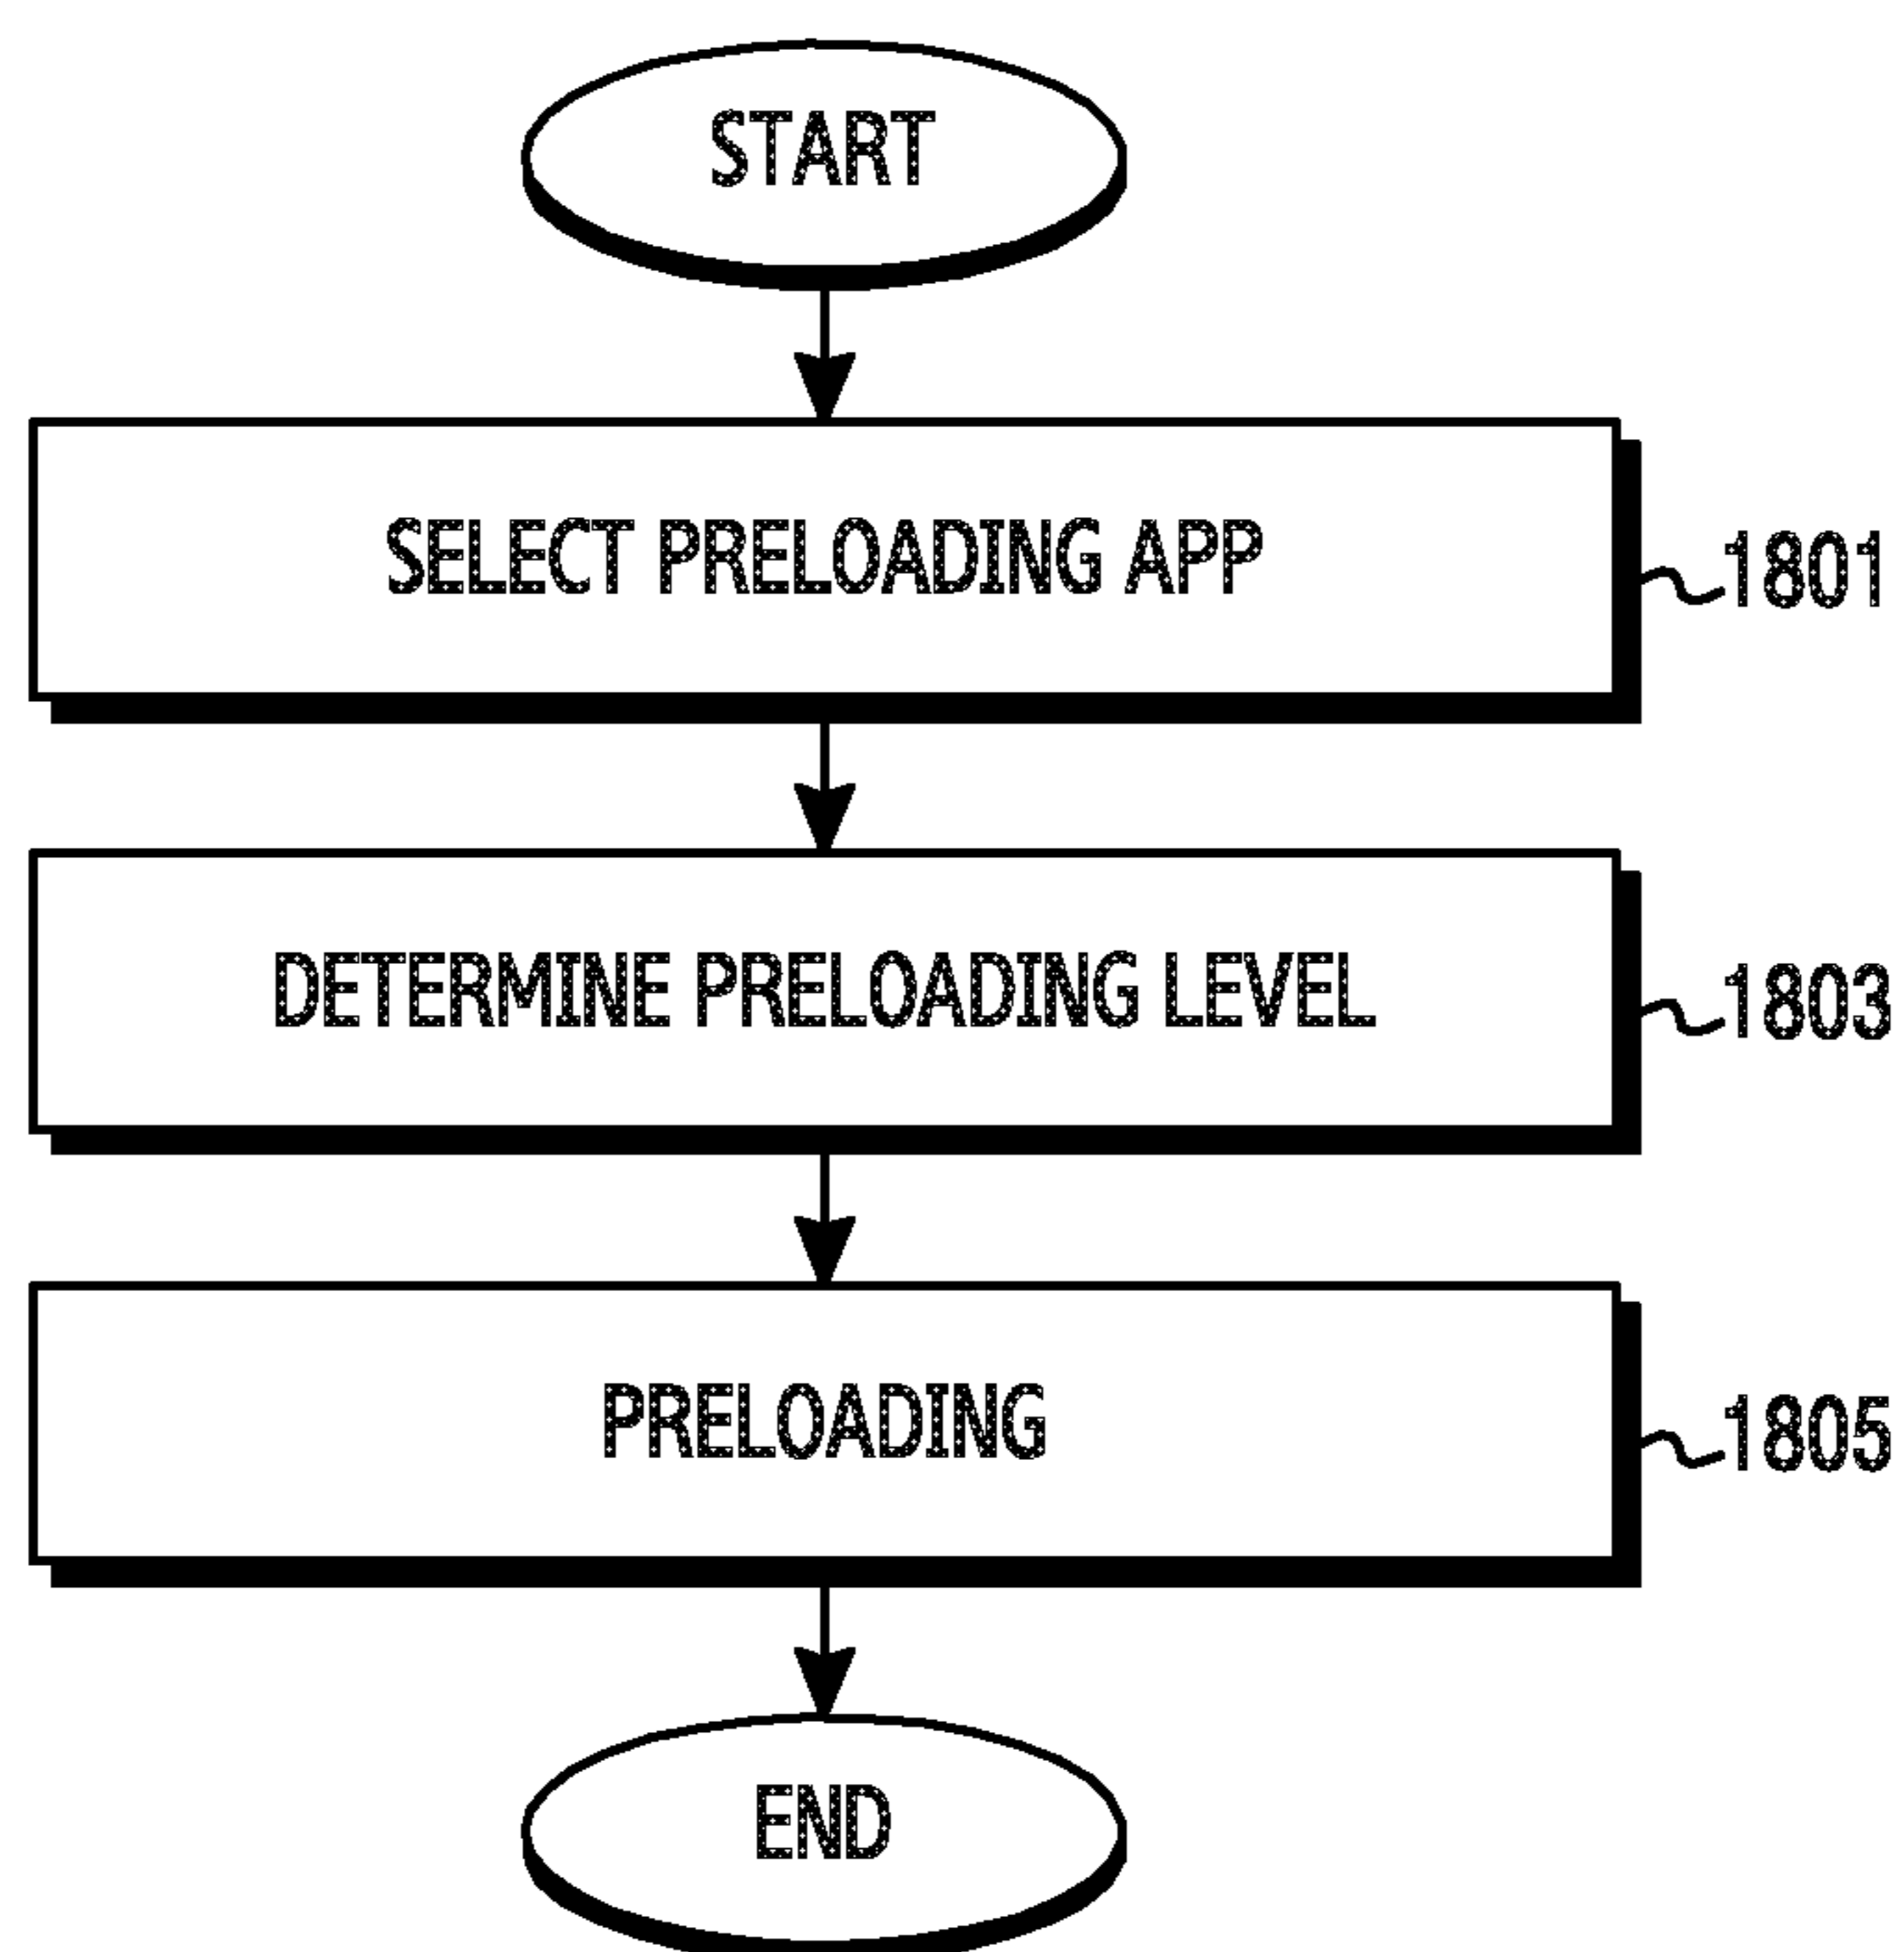 START
SELECT PRELOADING APP
1801
DETERMINE PRELOADING LEVEL
1803
PRELOADING
1805
END